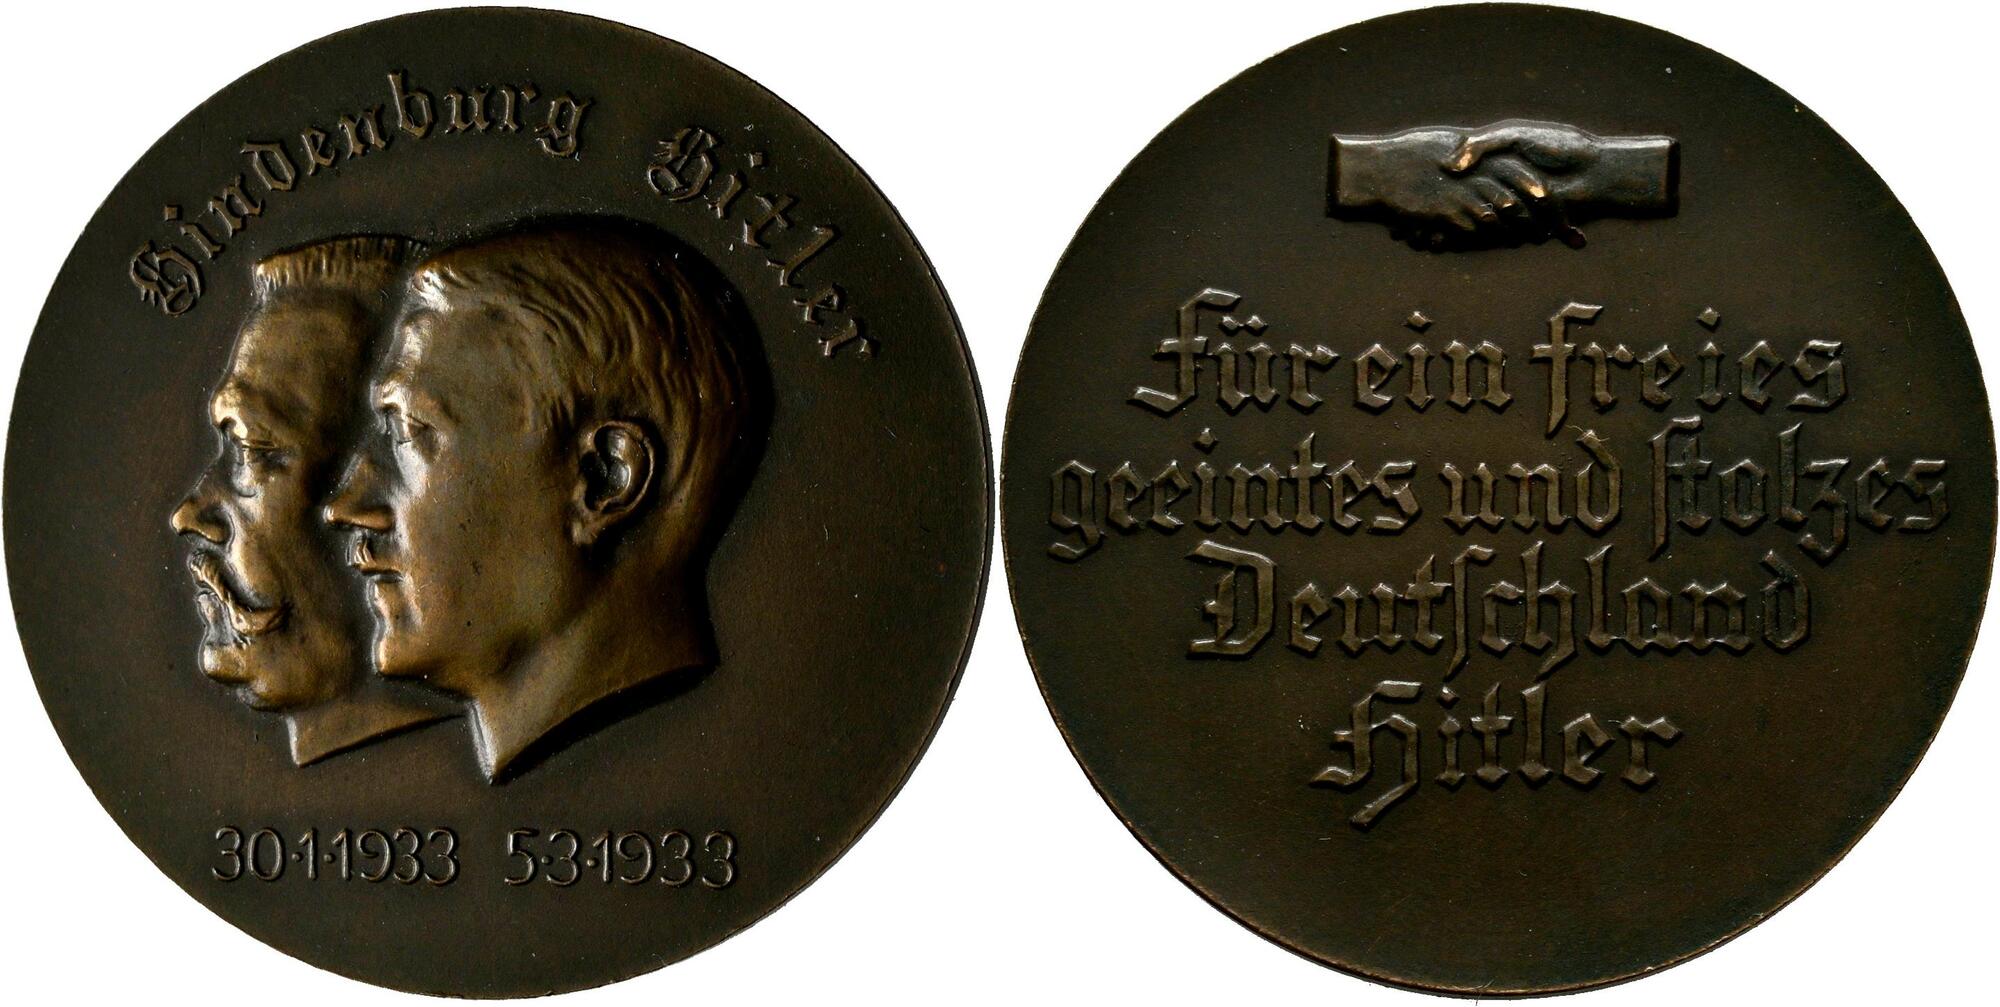 Hindenburg Hitler
30·1·1933 5·3·1933
Für ein freies
geeintes und stolzes
Deutschland
Hitler